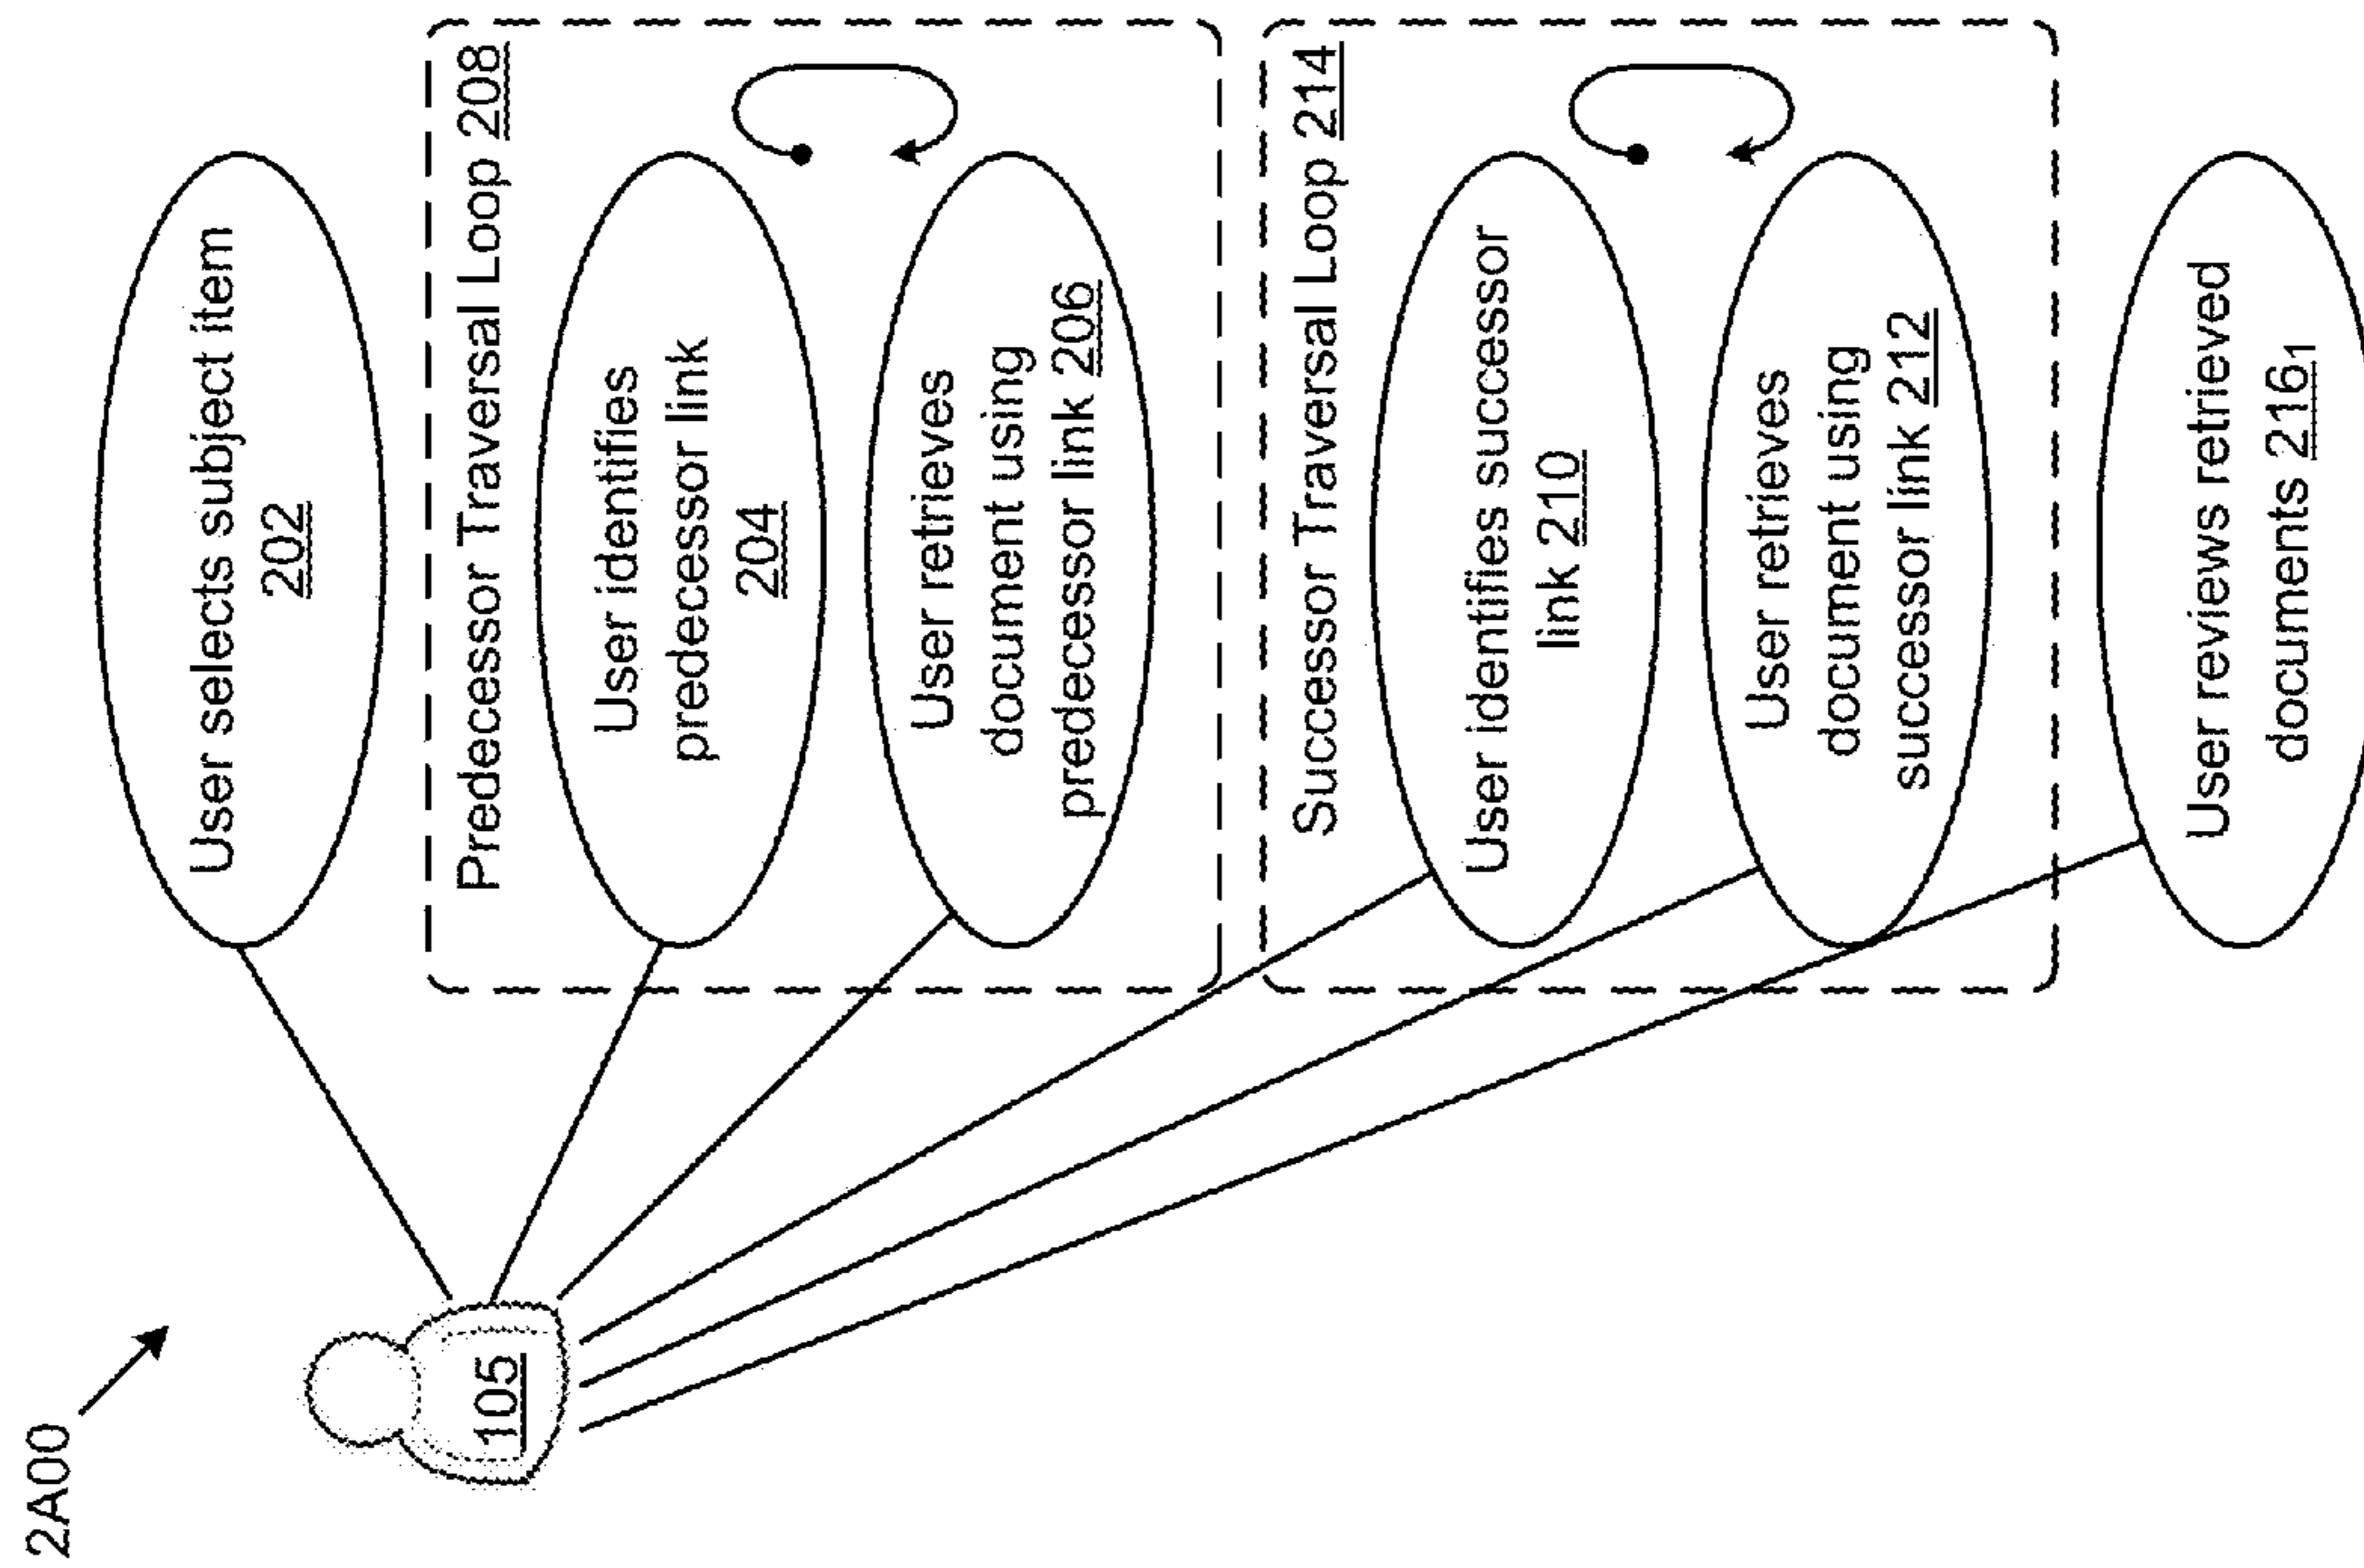 2A00
105
User selects subject item
202
Predecessor Traversal Loop 208
User identifies
predecessor link
204
User retrieves
document using
predecessor link 206
Successor Traversal Loop 214
User identifies successor
link 210
User retrieves
document using
successor link 212
User reviews retrieved
documents 216₁